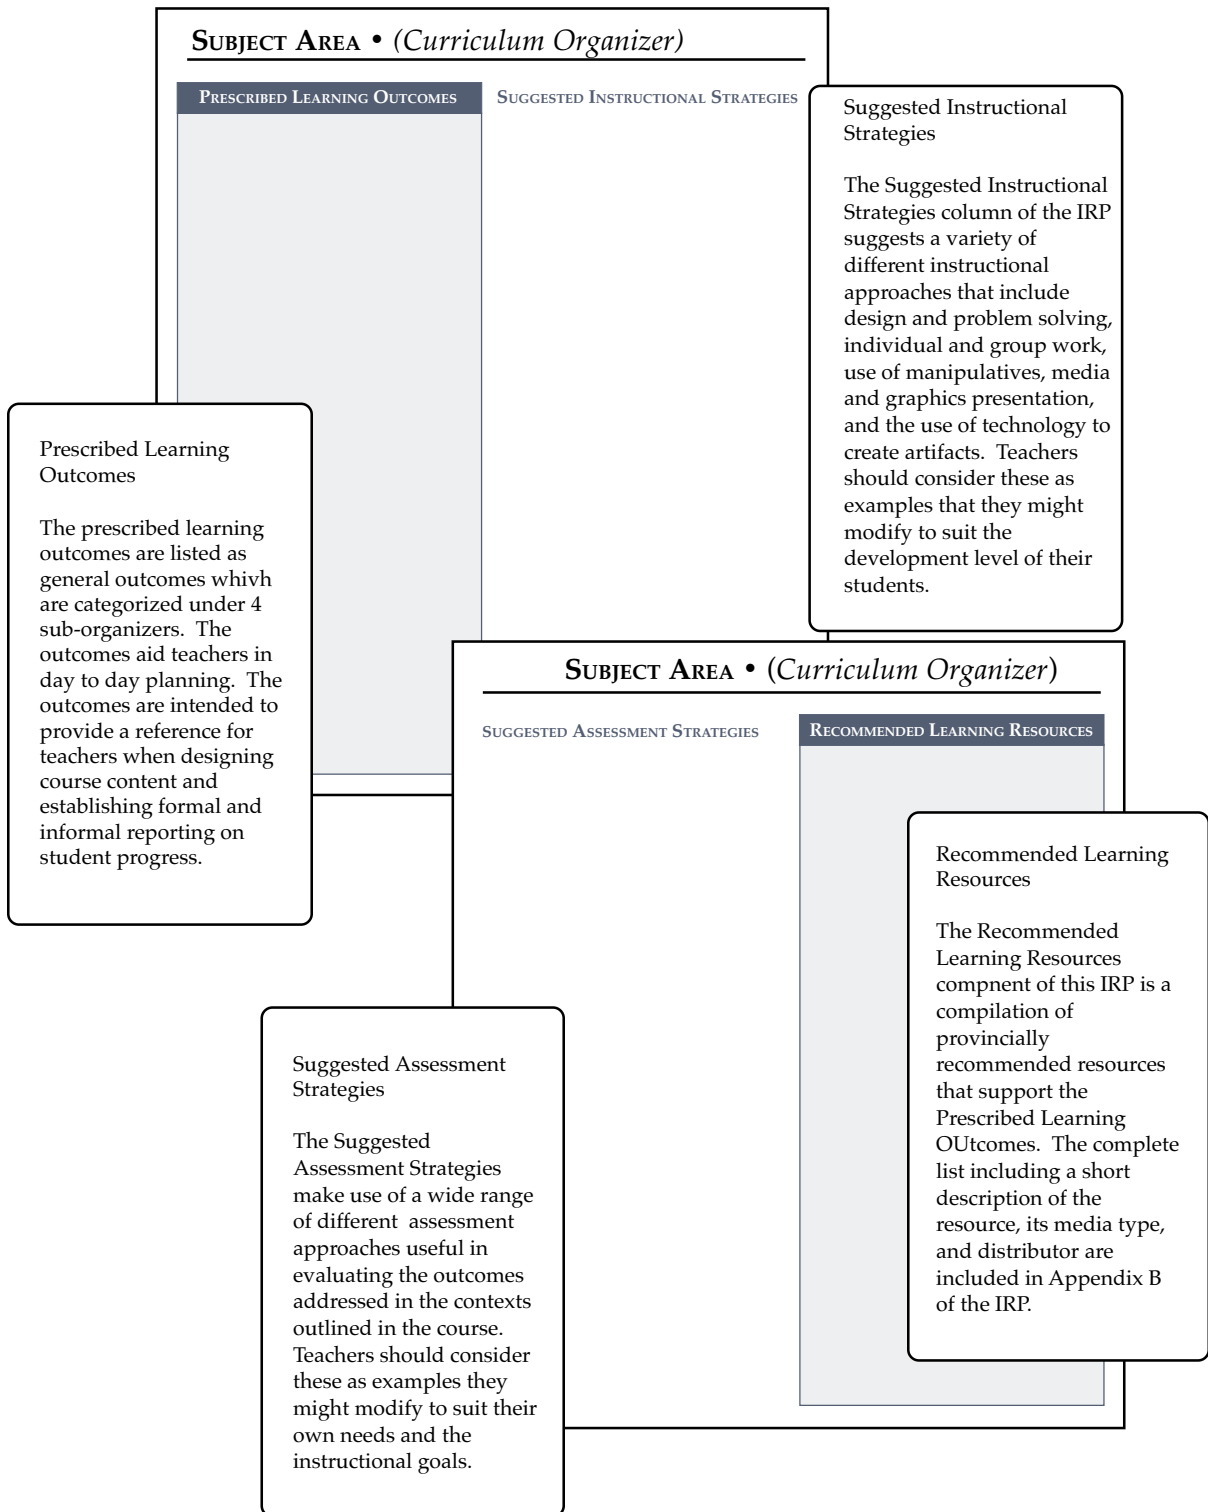 SUBJECT AREA • (Curriculum Organizer)
PRESCRIBED LEARNING OUTCOMES
SUGGESTED INSTRUCTIONAL STRATEGIES
Suggested Instructional
Strategies
The Suggested Instructional
Strategies column of the IRP
suggests a variety of
different instructional
approaches that include
design and problem solving,
individual and group work,
use of manipulatives, media
and graphics presentation,
and the use of technology to
create artifacts.  Teachers
should consider these as
examples that they might
modify to suit the
development level of their
students.
Prescribed Learning
Outcomes
The prescribed learning
outcomes are listed as
general outcomes whivh
are categorized under 4
sub-organizers.  The
outcomes aid teachers in
day to day planning.  The
outcomes are intended to
provide a reference for
teachers when designing
course content and
establishing formal and
informal reporting on
student progress.
SUBJECT AREA • (Curriculum Organizer)
SUGGESTED ASSESSMENT STRATEGIES
RECOMMENDED LEARNING RESOURCES
Recommended Learning
Resources
The Recommended
Learning Resources
compnent of this IRP is a
compilation of
provincially
recommended resources
that support the
Prescribed Learning
OUtcomes.  The complete
list including a short
description of the
resource, its media type,
and distributor are
included in Appendix B
of the IRP.
Suggested Assessment
Strategies
The Suggested
Assessment Strategies
make use of a wide range
of different  assessment
approaches useful in
evaluating the outcomes
addressed in the contexts
outlined in the course.
Teachers should consider
these as examples they
might modify to suit their
own needs and the
instructional goals.